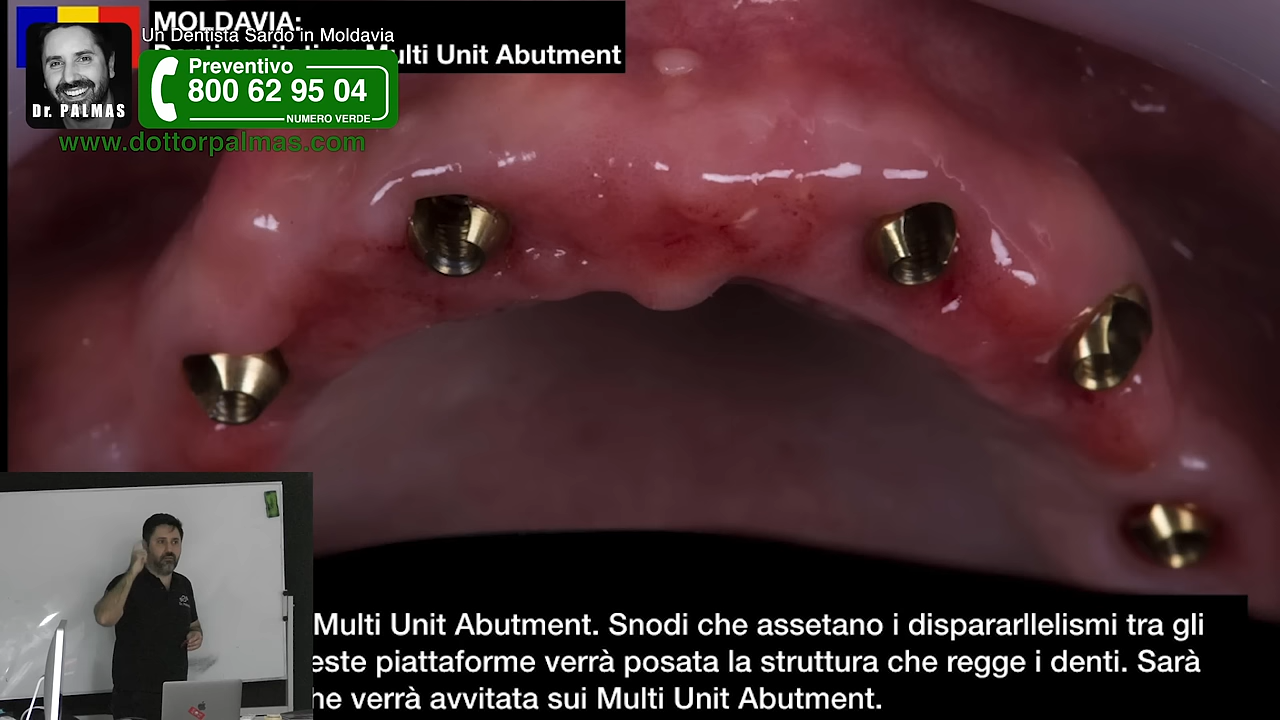 MOLDAVIA:
Un Dentista Sardo in Moldavia
Multi Unit Abutment
Preventivo
800 62 95 04
NUMERO VERDE
Dr. PALMAS
www.dottorpalmas.com
Multi Unit Abutment. Snodi che assetano i dispararllelismi tra gli
este piattaforme verrà posata la struttura che regge i denti. Sarà
he verrà avvitata sui Multi Unit Abutment.